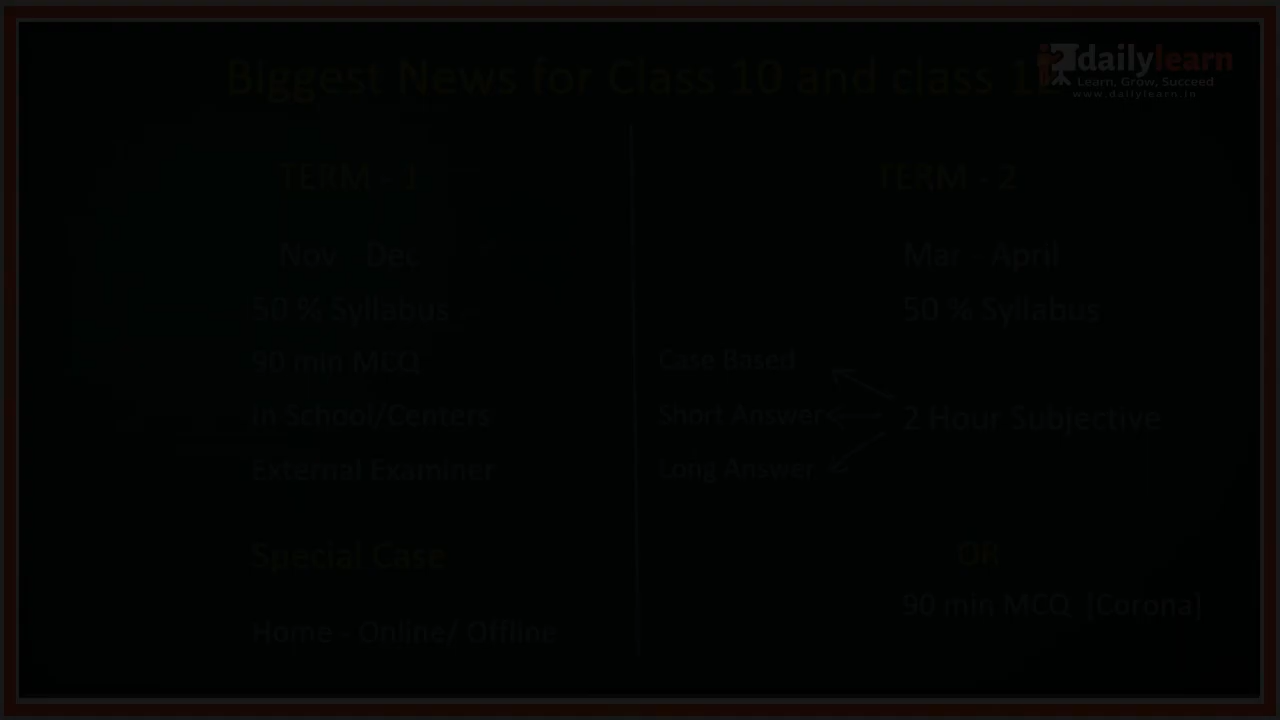 Biggest News for Class 10 and class 12
dailylearn
Learn, Grow, Succeed
www.dailylearn.in
TERM - 1
Nov - Dec
50 % Syllabus
90 min MCQ
in School/Centers
External Examiner
Special Case
Home - Online/ Offline
TERM - 2
Mar - April
50 % Syllabus
2 Hour Subjective
Case Based
Short Answer
Long Answer
OR
90 min MCQ (Corona)